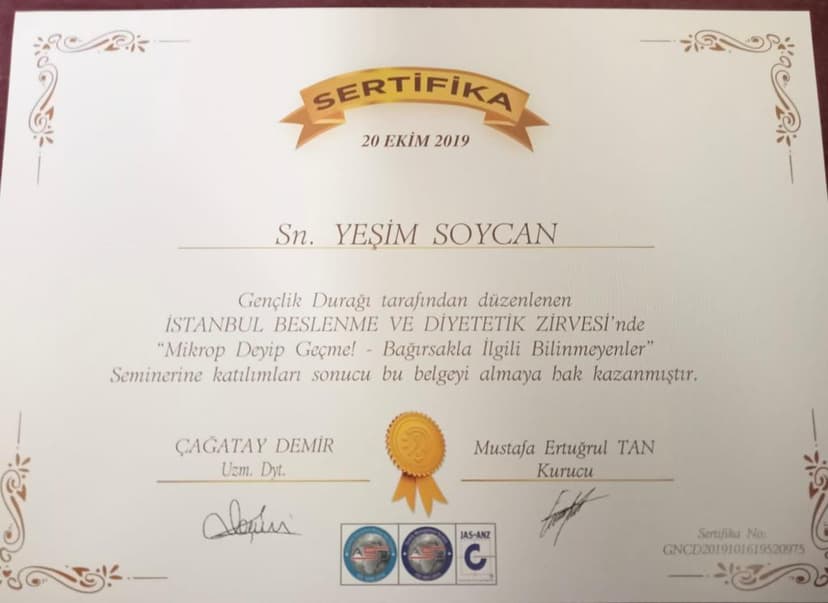 SERTİFİKA
20 EKİM 2019
Sn. YEŞİM SOYCAN
Gençlik Durağı tarafından düzenlenen
İSTANBUL BESLENME VE DİYETETİK ZİRVESİ'nde
“Mikrop Deyip Geçme! - Bağırsakla İlgili Bilinmeyenler”
Seminerine katılımları sonucu bu belgeyi almaya hak kazanmıştır.
ÇAĞATAY DEMİR
Uzm. Dyt.
Mustafa Ertuğrul TAN
Kurucu
JAS-ANZ
Sertifika No:
GNCD2019101619520975